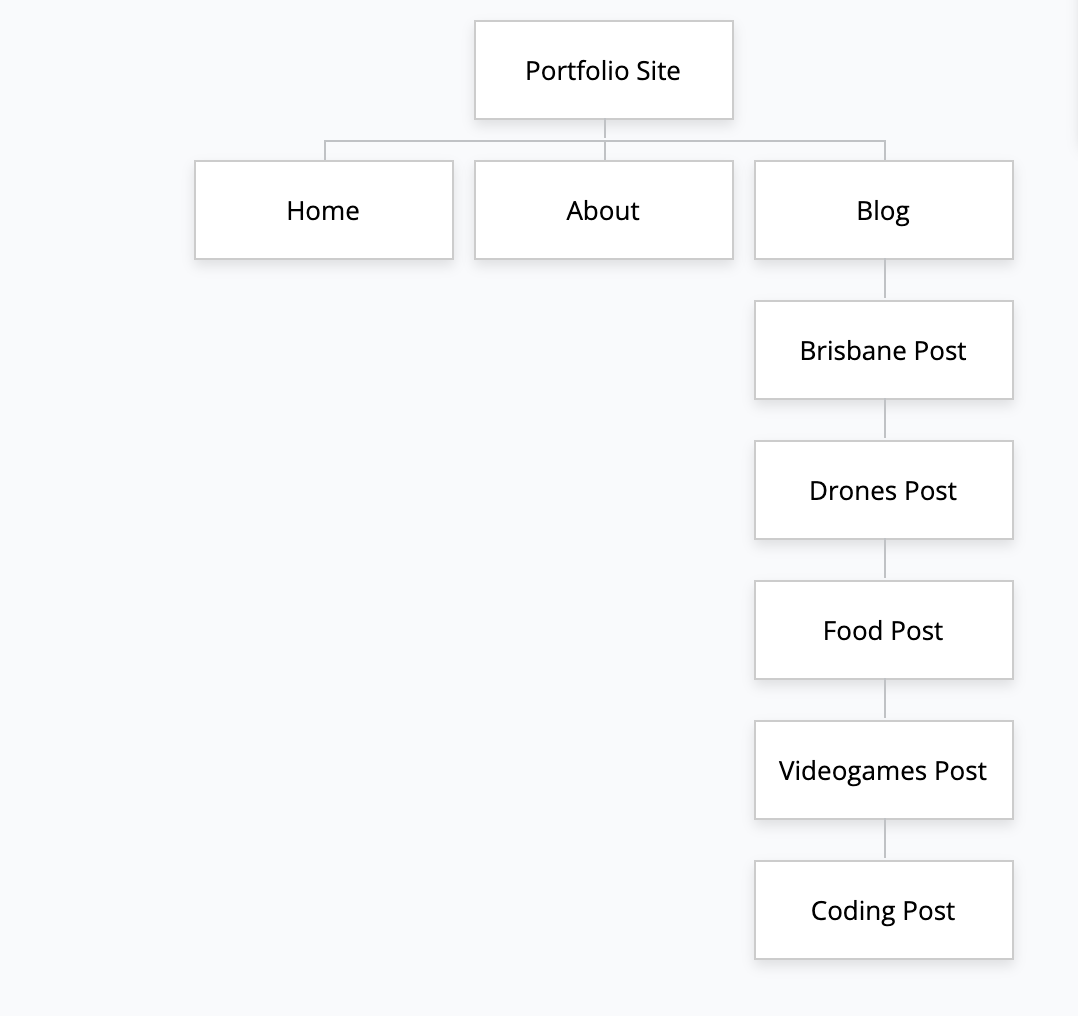 Portfolio Site
Home
About
Blog
Brisbane Post
Drones Post
Food Post
Videogames Post
Coding Post